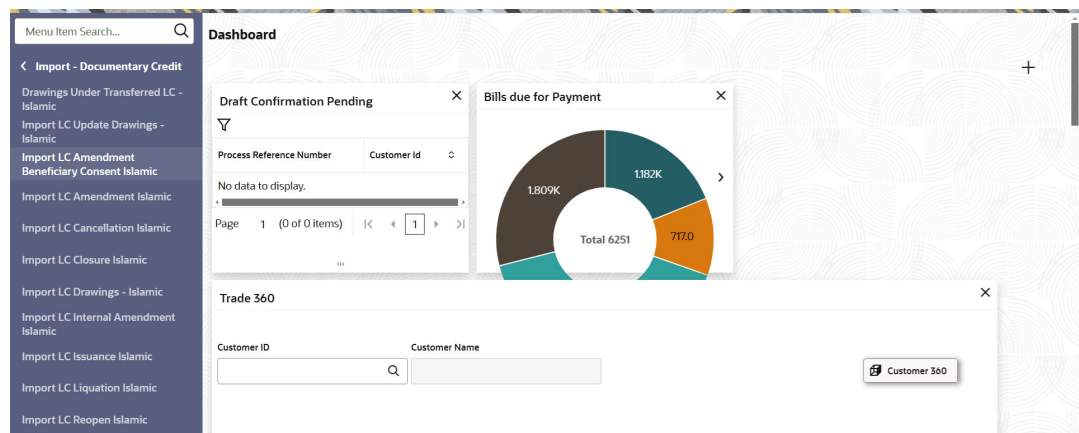 Menu Item Search...
Import - Documentary Credit
Drawings Under Transferred LC -
Islamic
Import LC Update Drawings -
Islamic
Import LC Amendment
Beneficiary Consent Islamic
Import LC Amendment Islamic
Import LC Cancellation Islamic
Import LC Closure Islamic
Import LC Drawings - Islamic
Import LC Internal Amendment
Islamic
Import LC Issuance Islamic
Import LC Liquation Islamic
Import LC Reopen Islamic
Dashboard
Draft Confirmation Pending
Process Reference Number Customer Id
No data to display.
Page 1 (0 of 0 items) 1
Bills due for Payment
1.809K
1.182K
717.0
Total 6251
Trade 360
Customer ID Customer Name
Customer 360